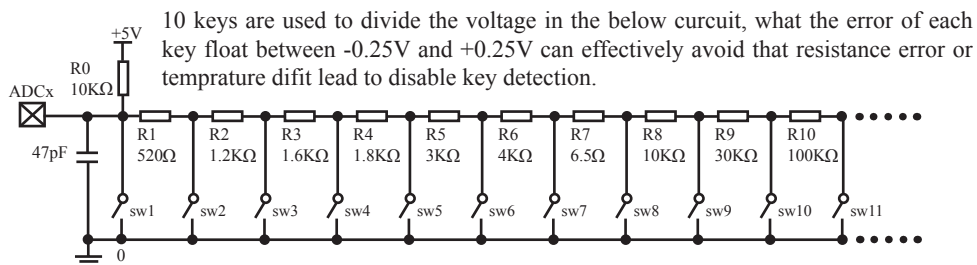 10 keys are used to divide the voltage in the below curcuit, what the error of each
key float between -0.25V and +0.25V can effectively avoid that resistance error or
temprature difit lead to disable key detection.
+5V
R0
10KΩ
ADCx
47pF
R1 R2 R3 R4 R5 R6 R7 R8 R9 R10
520Ω 1.2KΩ 1.6KΩ 1.8KΩ 3KΩ 4KΩ 6.5Ω 10KΩ 30KΩ 100KΩ
sw1 sw2 sw3 sw4 sw5 sw6 sw7 sw8 sw9 sw10 sw11
0